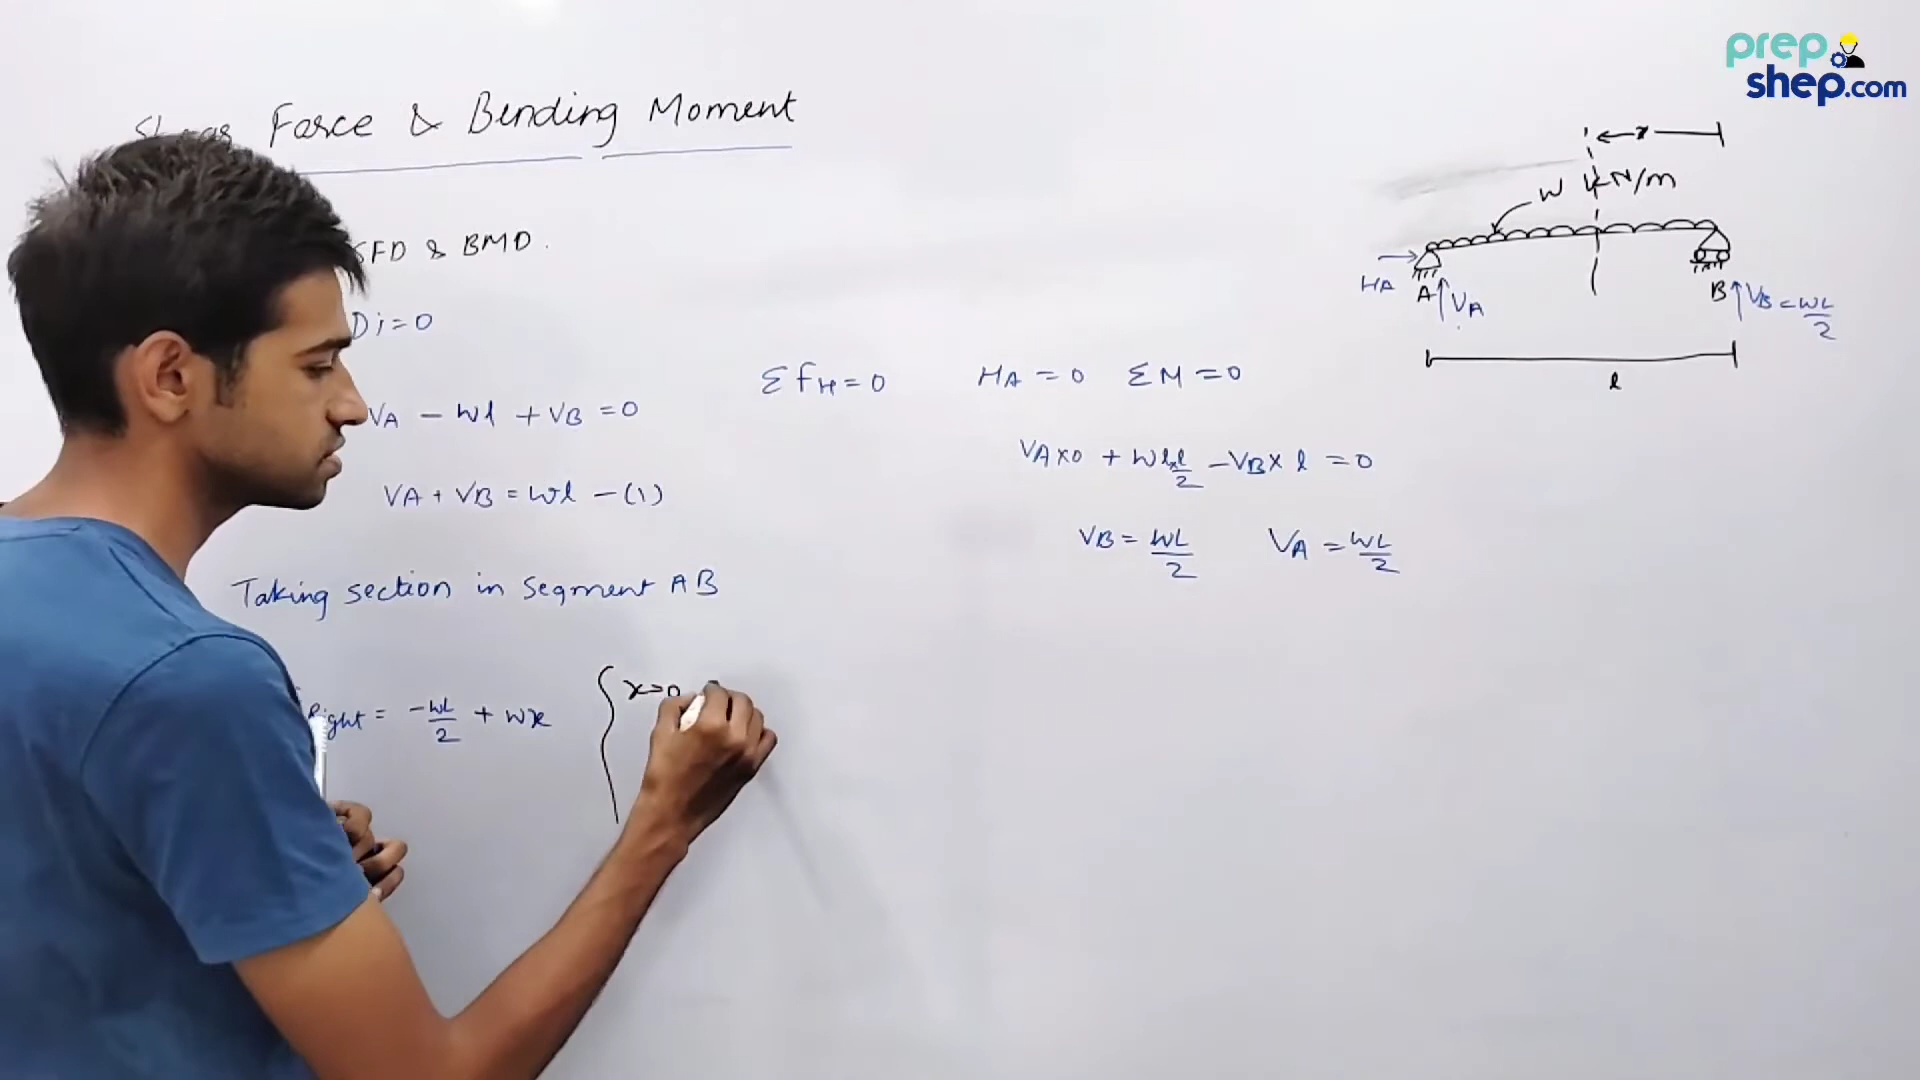 prep
shep.com
Shear Force & Bending Moment
SFD & BMD.
Di=0
VA - wl + VB = 0
VA + VB = wl -(1)
ΣFH = 0 HA = 0 ΣM = 0
VA×0 + wl×l/2 - VB×l = 0
VB = WL/2 VA = WL/2
Taking section in segment AB
Right = -WL/2 + wx
x=0
x
W kN/m
HA A VA B VB = WL/2
l